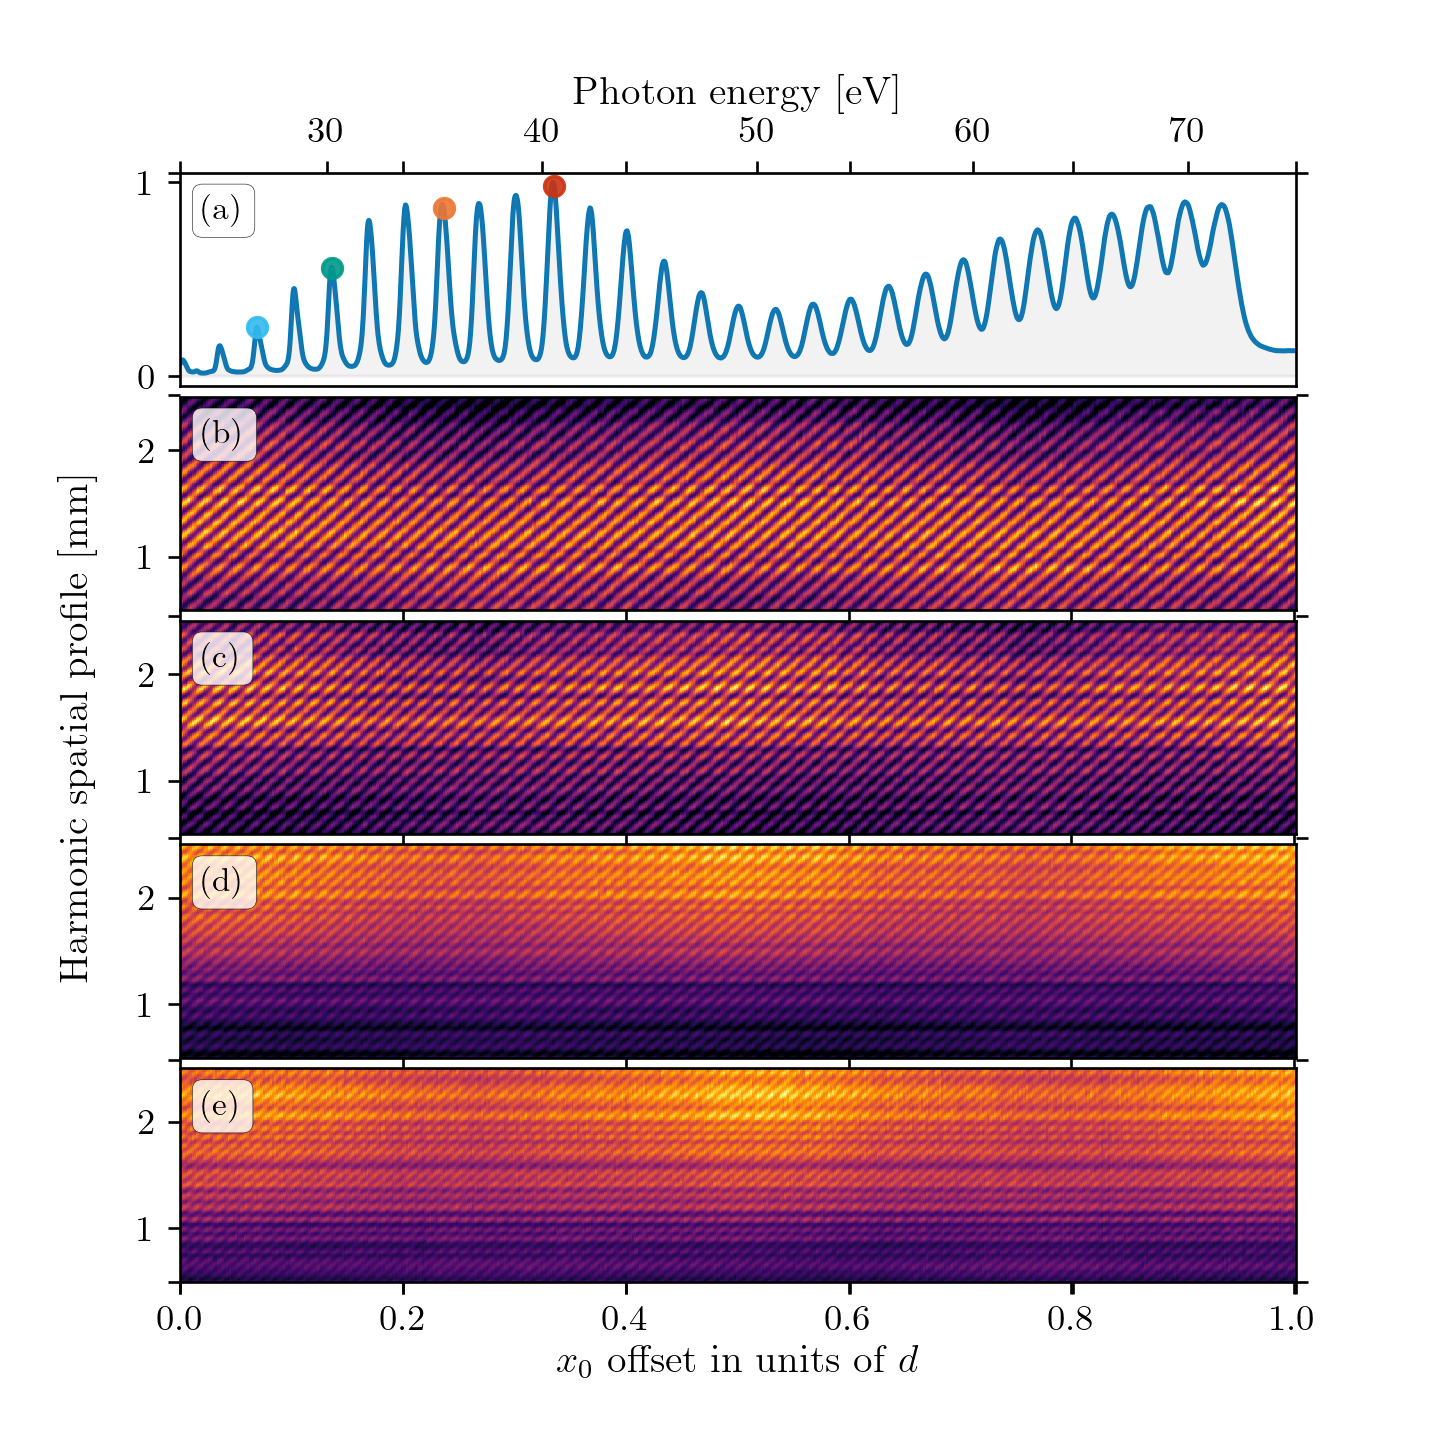 Photon energy [eV]
30 40 50 60 70
1
(a)
0
(b)
2
1
(c)
2
1
(d)
2
1
(e)
2
1
Harmonic spatial profile [mm]
0.0 0.2 0.4 0.6 0.8 1.0
x₀ offset in units of d